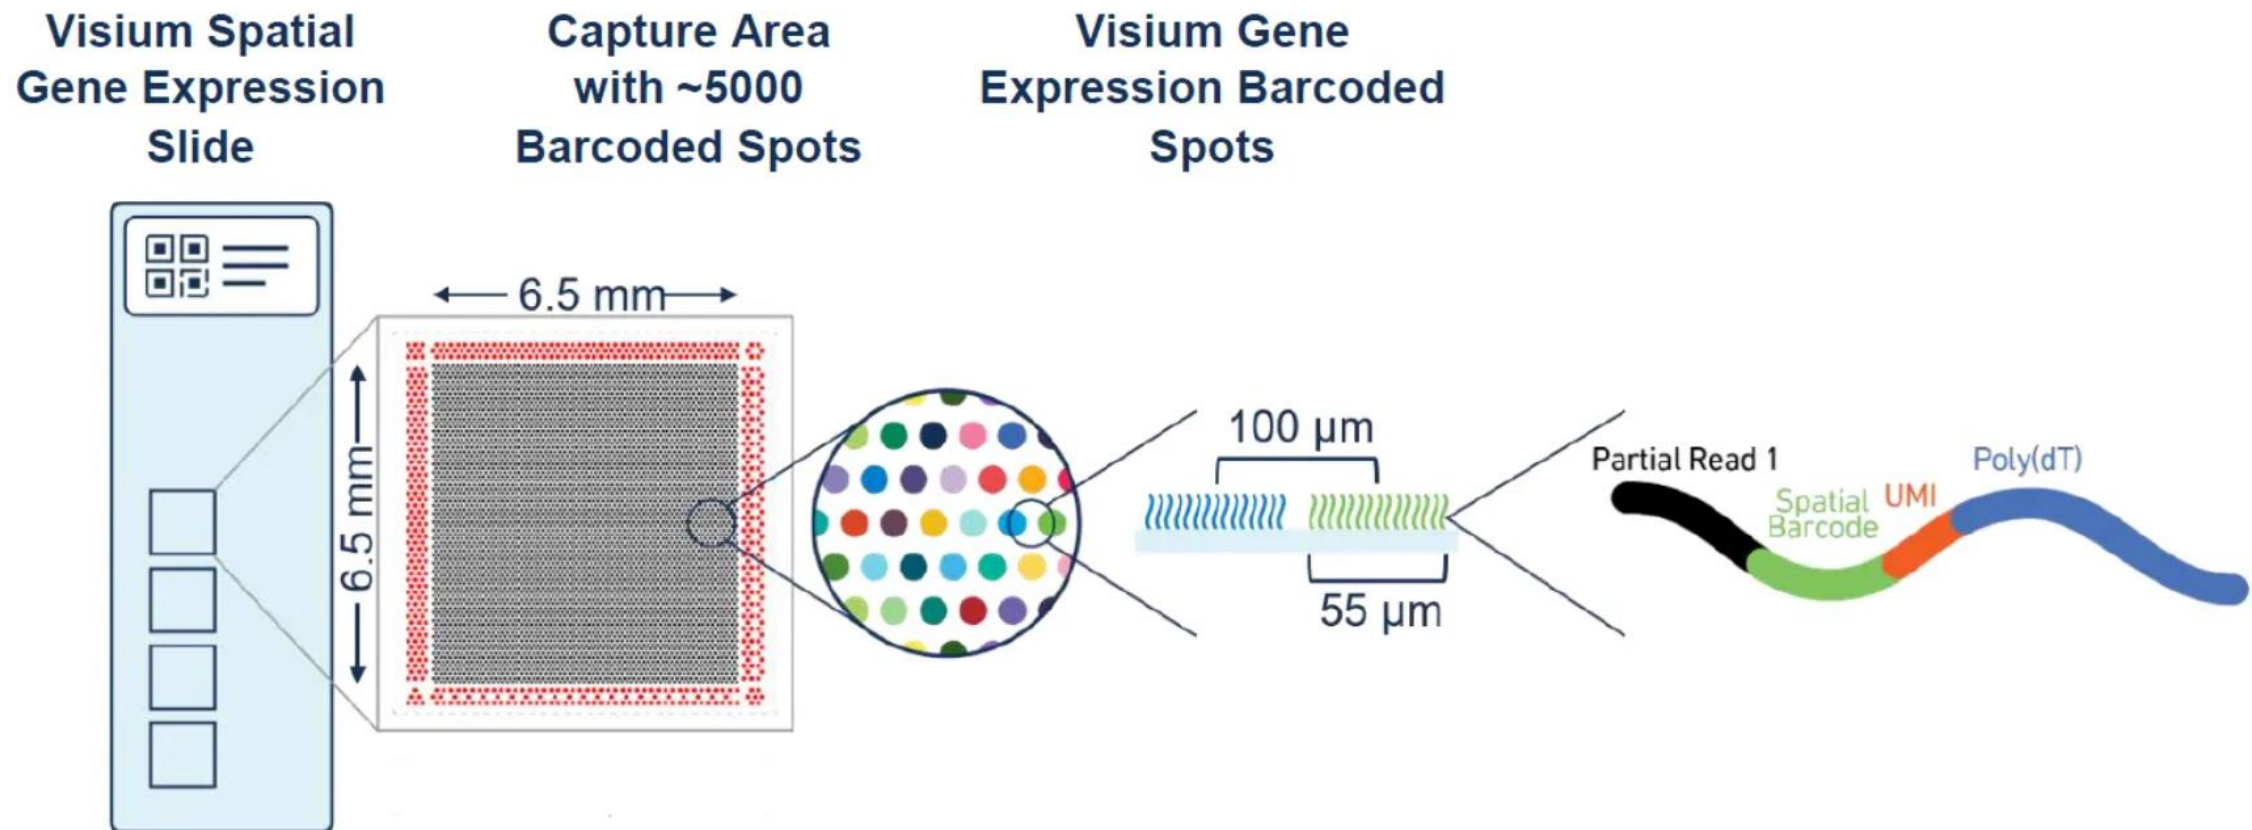 Visium Spatial
Gene Expression
Slide
Capture Area
with ~5000
Barcoded Spots
Visium Gene
Expression Barcoded
Spots
6.5 mm
6.5 mm
100 µm
55 µm
Partial Read 1
Spatial
Barcode
UMI
Poly(dT)